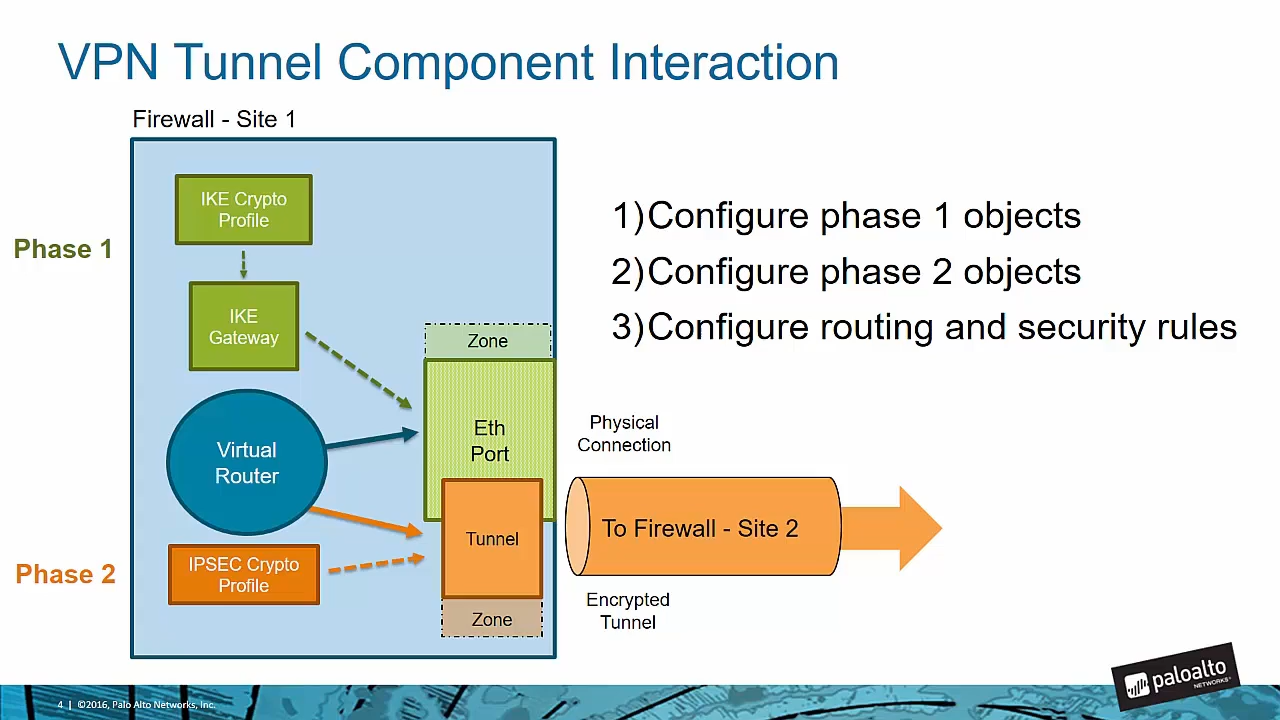 VPN Tunnel Component Interaction
Firewall - Site 1
IKE Crypto
Profile
Phase 1
IKE
Gateway
Zone
Eth
Port
Virtual
Router
Tunnel
IPSEC Crypto
Profile
Phase 2
Zone
1) Configure phase 1 objects
2) Configure phase 2 objects
3) Configure routing and security rules
Physical
Connection
To Firewall - Site 2
Encrypted
Tunnel
4 | ©2016, Palo Alto Networks, Inc.
paloalto
NETWORKS®